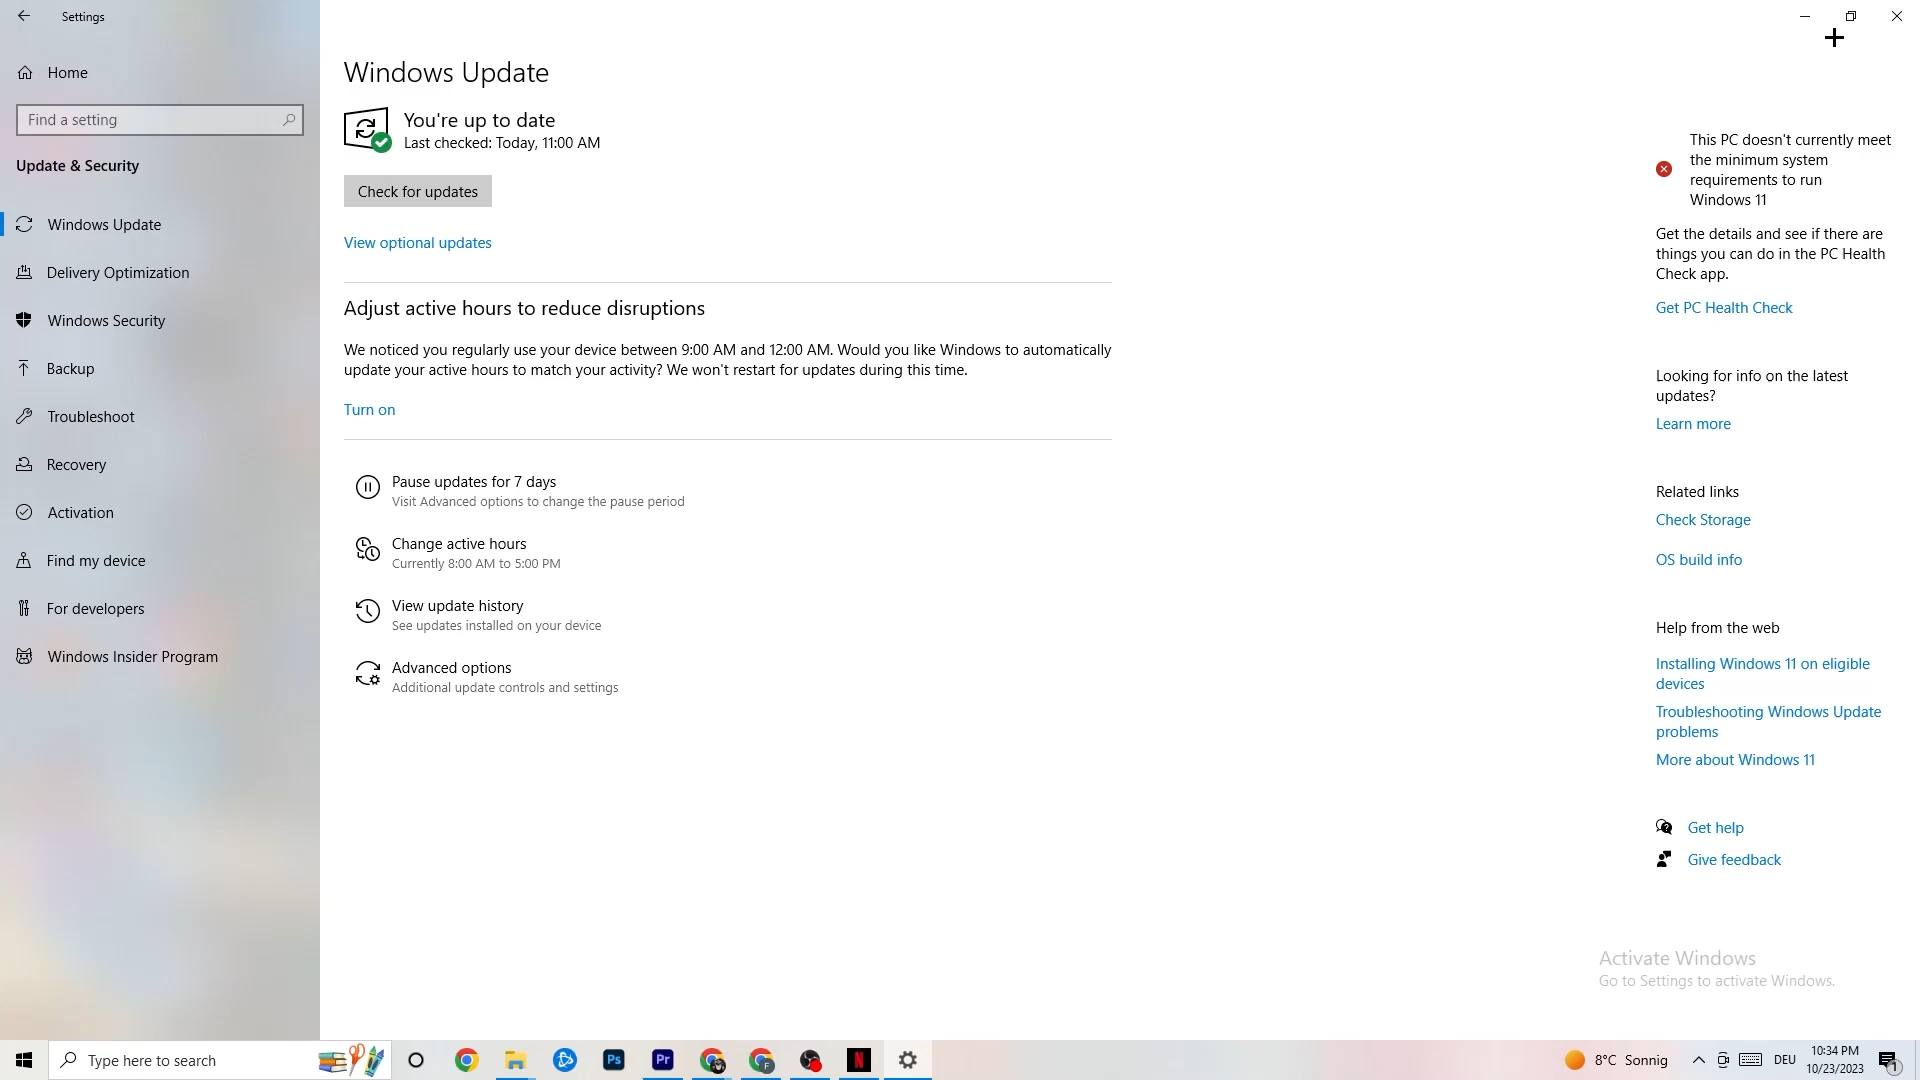 Settings
Home
Find a setting
Update & Security
Windows Update
Delivery Optimization
Windows Security
Backup
Troubleshoot
Recovery
Activation
Find my device
For developers
Windows Insider Program
Windows Update
You're up to date
Last checked: Today, 11:00 AM
Check for updates
View optional updates
Adjust active hours to reduce disruptions
We noticed you regularly use your device between 9:00 AM and 12:00 AM. Would you like Windows to automatically
update your active hours to match your activity? We won't restart for updates during this time.
Turn on
Pause updates for 7 days
Visit Advanced options to change the pause period
Change active hours
Currently 8:00 AM to 5:00 PM
View update history
See updates installed on your device
Advanced options
Additional update controls and settings
This PC doesn't currently meet
the minimum system
requirements to run
Windows 11
Get the details and see if there are
things you can do in the PC Health
Check app.
Get PC Health Check
Looking for info on the latest
updates?
Learn more
Related links
Check Storage
OS build info
Help from the web
Installing Windows 11 on eligible
devices
Troubleshooting Windows Update
problems
More about Windows 11
Get help
Give feedback
Activate Windows
Go to Settings to activate Windows.
Type here to search
Ps
Pr
F
N
8°C Sonnig
DEU
10:34 PM
10/23/2023
1